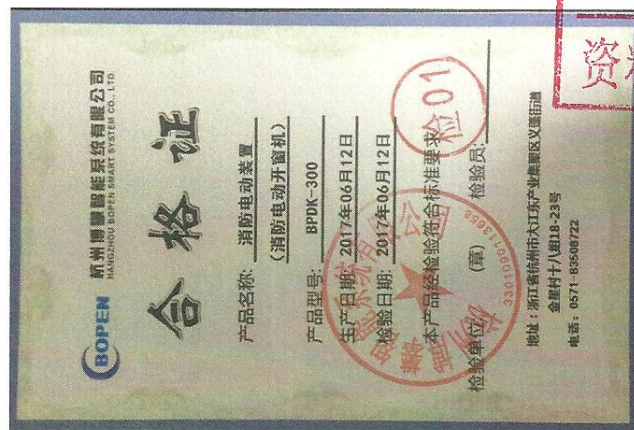 BOPEN
杭州博鹏智能系统有限公司
HANGZHOU BOPEN SMART SYSTEM CO., LTD.
合格证
产品名称: 消防电动装置
(消防电动开窗机)
产品型号: BPDK-300
生产日期: 2017年06月12日
检验日期: 2017年06月12日
本产品经检验符合标准要求
检验单位: (章) 检验员:
检01
3301090113658
地址:浙江省杭州市大江东产业集聚区义蓬街道
金星村十八组18-23号
电话:0571-83508722
资